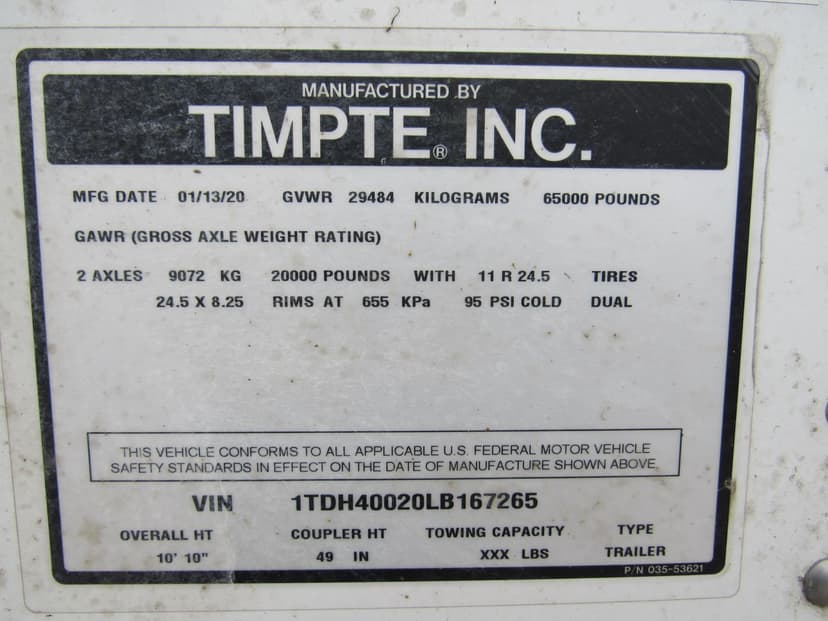 MANUFACTURED BY
TIMPTE® INC.
MFG DATE 01/13/20 GVWR 29484 KILOGRAMS 65000 POUNDS
GAWR (GROSS AXLE WEIGHT RATING)
2 AXLES 9072 KG 20000 POUNDS WITH 11 R 24.5 TIRES
24.5 X 8.25 RIMS AT 655 KPa 95 PSI COLD DUAL
THIS VEHICLE CONFORMS TO ALL APPLICABLE U.S. FEDERAL MOTOR VEHICLE
SAFETY STANDARDS IN EFFECT ON THE DATE OF MANUFACTURE SHOWN ABOVE.
VIN 1TDH40020LB167265
OVERALL HT COUPLER HT TOWING CAPACITY TYPE
10' 10" 49 IN XXX LBS TRAILER
P/N 035-53621